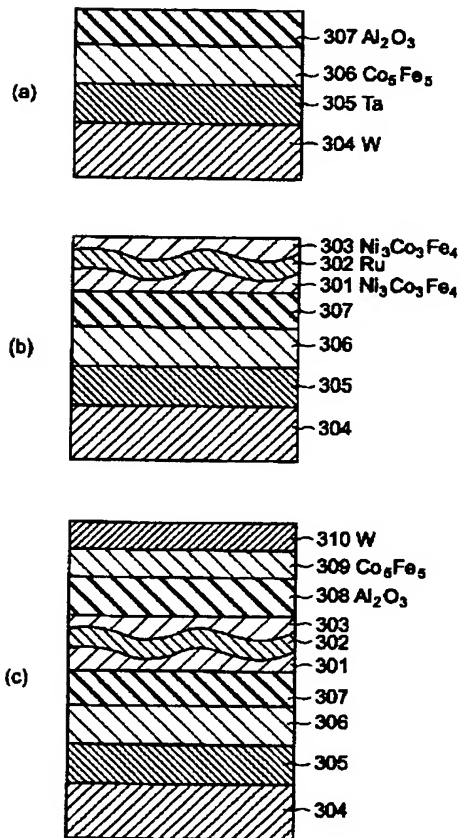 (a)
307 Al₂O₃
306 Co₅Fe₅
305 Ta
304 W
(b)
303 Ni₃Co₃Fe₄
302 Ru
301 Ni₃Co₃Fe₄
307
306
305
304
(c)
310 W
309 Co₅Fe₅
308 Al₂O₃
303
302
301
307
306
305
304